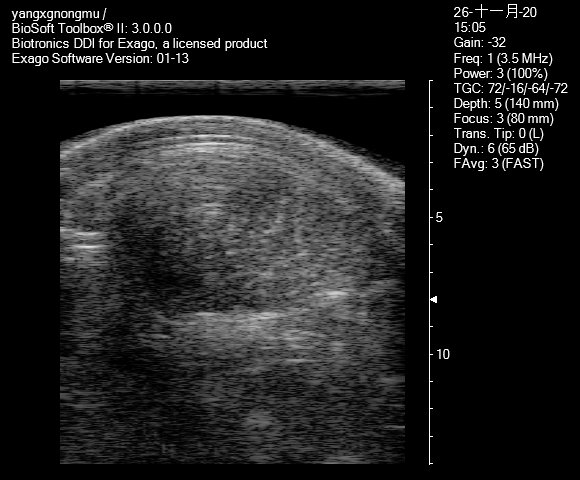 yangxgnongmu /
BioSoft Toolbox® II: 3.0.0.0
Biotronics DDI for Exago, a licensed product
Exago Software Version: 01-13
26-十一月-20
15:05
Gain: -32
Freq: 1 (3.5 MHz)
Power: 3 (100%)
TGC: 72/-16/-64/-72
Depth: 5 (140 mm)
Focus: 3 (80 mm)
Trans. Tip: 0 (L)
Dyn.: 6 (65 dB)
FAvg: 3 (FAST)
5
10